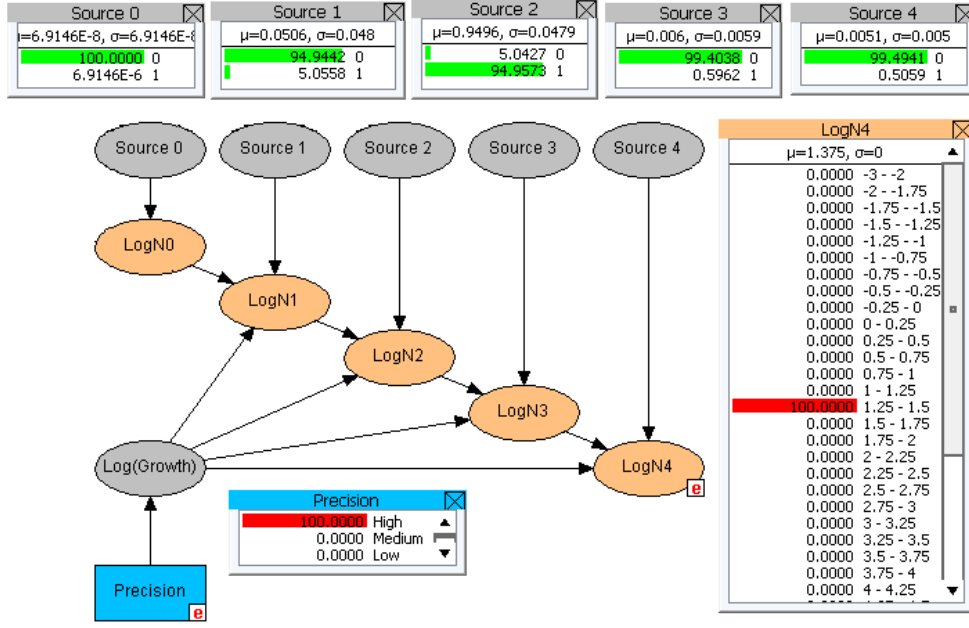 Source 0
μ=6.9146E-8, σ=6.9146E-8
100.0000 0
6.9146E-6 1
Source 1
μ=0.0506, σ=0.048
94.9442 0
5.0558 1
Source 2
μ=0.9496, σ=0.0479
5.0427 0
94.9573 1
Source 3
μ=0.006, σ=0.0059
99.4038 0
0.5962 1
Source 4
μ=0.0051, σ=0.005
99.4941 0
0.5059 1
Source 0
Source 1
Source 2
Source 3
Source 4
LogN0
LogN1
LogN2
LogN3
LogN4
Log(Growth)
Precision
e
e
Precision
100.0000 High
0.0000 Medium
0.0000 Low
LogN4
μ=1.375, σ=0
0.0000 -3 - -2
0.0000 -2 - -1.75
0.0000 -1.75 - -1.5
0.0000 -1.5 - -1.25
0.0000 -1.25 - -1
0.0000 -1 - -0.75
0.0000 -0.75 - -0.5
0.0000 -0.5 - -0.25
0.0000 -0.25 - 0
0.0000 0 - 0.25
0.0000 0.25 - 0.5
0.0000 0.5 - 0.75
0.0000 0.75 - 1
0.0000 1 - 1.25
100.0000 1.25 - 1.5
0.0000 1.5 - 1.75
0.0000 1.75 - 2
0.0000 2 - 2.25
0.0000 2.25 - 2.5
0.0000 2.5 - 2.75
0.0000 2.75 - 3
0.0000 3 - 3.25
0.0000 3.25 - 3.5
0.0000 3.5 - 3.75
0.0000 3.75 - 4
0.0000 4 - 4.25